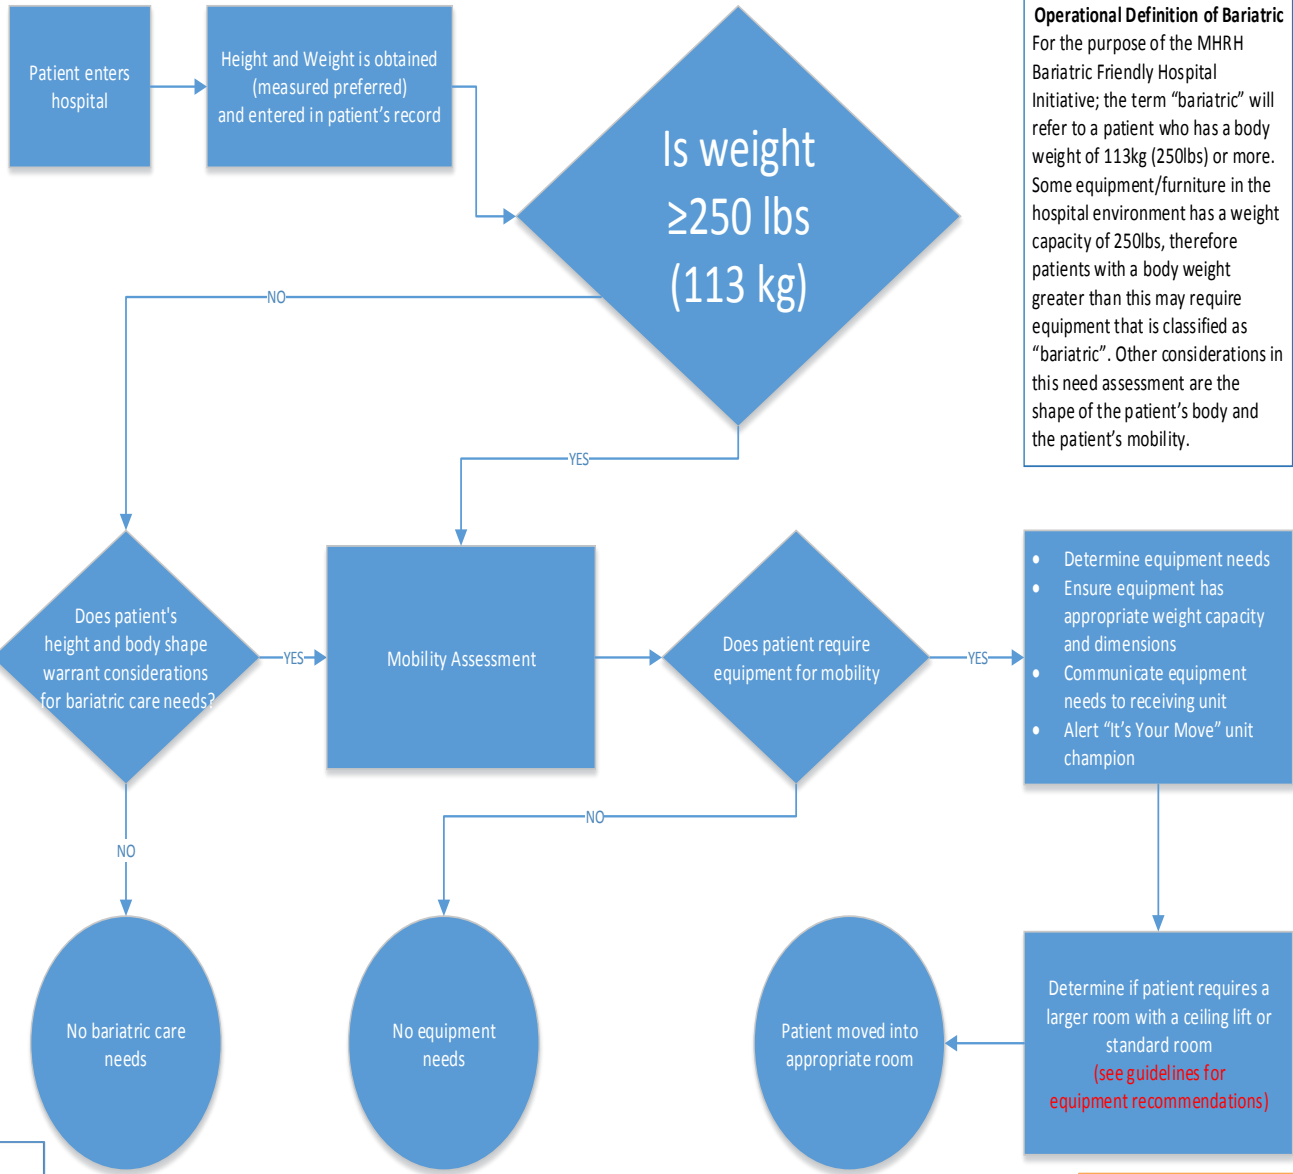 Patient enters
hospital
Height and Weight is obtained
(measured preferred)
and entered in patient's record
Is weight
≥250 lbs
(113 kg)
Operational Definition of Bariatric
For the purpose of the MHRH
Bariatric Friendly Hospital
Initiative; the term “bariatric” will
refer to a patient who has a body
weight of 113kg (250lbs) or more.
Some equipment/furniture in the
hospital environment has a weight
capacity of 250lbs, therefore
patients with a body weight
greater than this may require
equipment that is classified as
“bariatric”. Other considerations in
this need assessment are the
shape of the patient’s body and
the patient’s mobility.
NO
YES
Does patient's
height and body shape
warrant considerations
for bariatric care needs?
YES
Mobility Assessment
Does patient require
equipment for mobility
YES
• Determine equipment needs
• Ensure equipment has
appropriate weight capacity
and dimensions
• Communicate equipment
needs to receiving unit
• Alert “It’s Your Move” unit
champion
NO
NO
No bariatric care
needs
No equipment
needs
Patient moved into
appropriate room
Determine if patient requires a
larger room with a ceiling lift or
standard room
(see guidelines for
equipment recommendations)